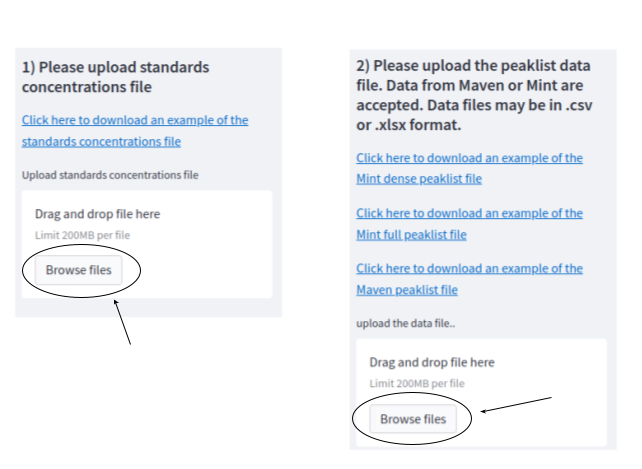 1) Please upload standards
concentrations file
Click here to download an example of the
standards concentrations file
Upload standards concentrations file
Drag and drop file here
Limit 200MB per file
Browse files
2) Please upload the peaklist data
file. Data from Maven or Mint are
accepted. Data files may be in .csv
or .xlsx format.
Click here to download an example of the
Mint dense peaklist file
Click here to download an example of the
Mint full peaklist file
Click here to download an example of the
Maven peaklist file
upload the data file..
Drag and drop file here
Limit 200MB per file
Browse files